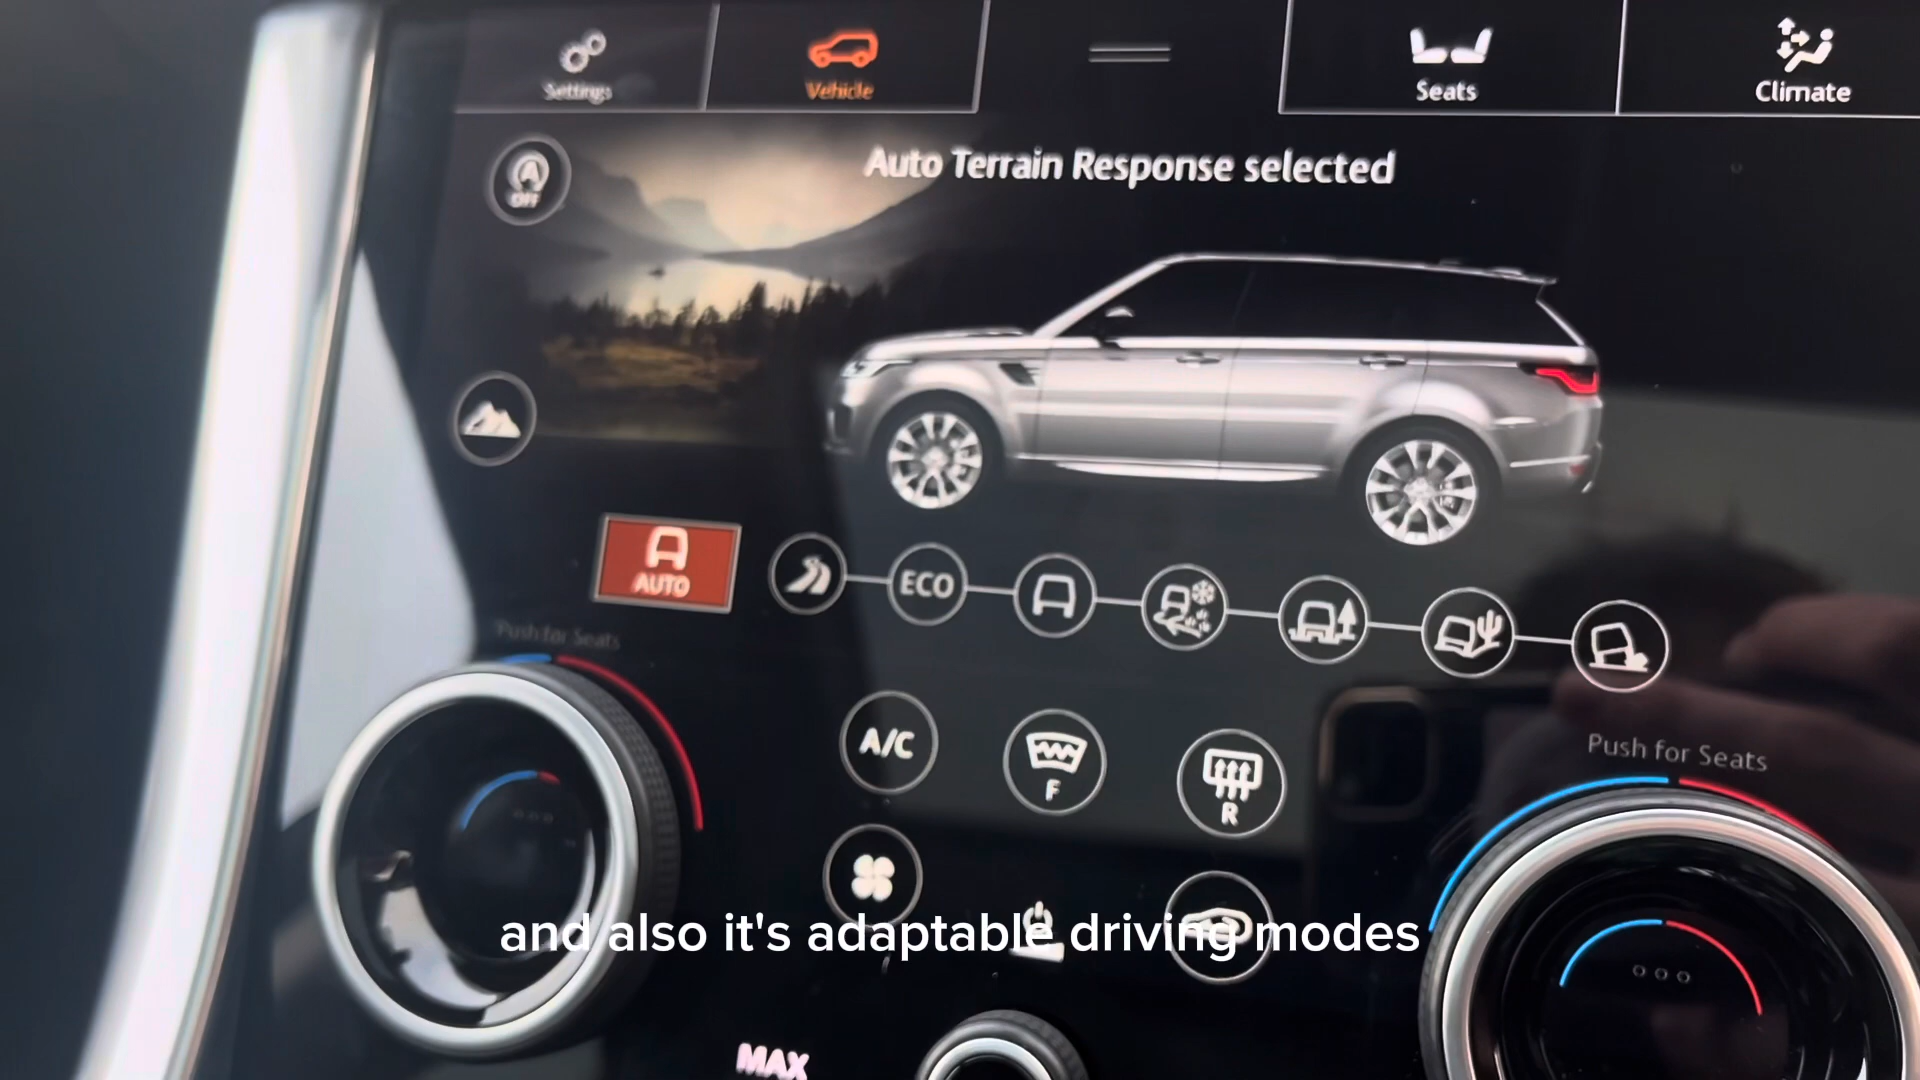 Settings
Vehicle
Seats
Climate
A
OFF
Auto Terrain Response selected
AUTO
ECO
Push for Seats
A/C
F
R
Push for Seats
and also it's adaptable driving modes
MAX